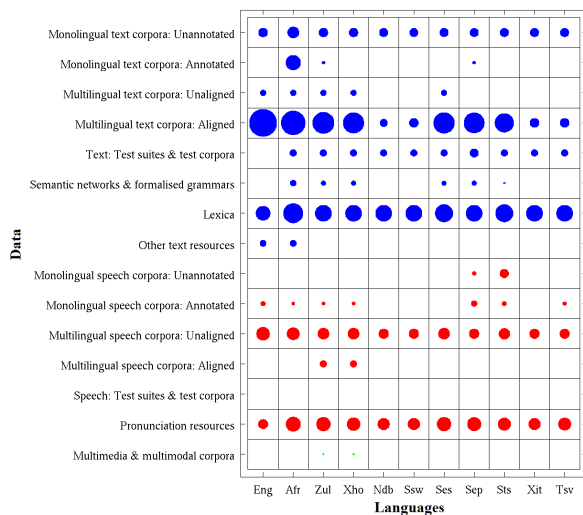 Monolingual text corpora: Unannotated
Monolingual text corpora: Annotated
Multilingual text corpora: Unaligned
Multilingual text corpora: Aligned
Text: Test suites & test corpora
Semantic networks & formalised grammars
Lexica
Other text resources
Data
Monolingual speech corpora: Unannotated
Monolingual speech corpora: Annotated
Multilingual speech corpora: Unaligned
Multilingual speech corpora: Aligned
Speech: Test suites & test corpora
Pronunciation resources
Multimedia & multimodal corpora
Eng Afr Zul Xho Ndb Ssw Ses Sep Sts Xit Tsv
Languages